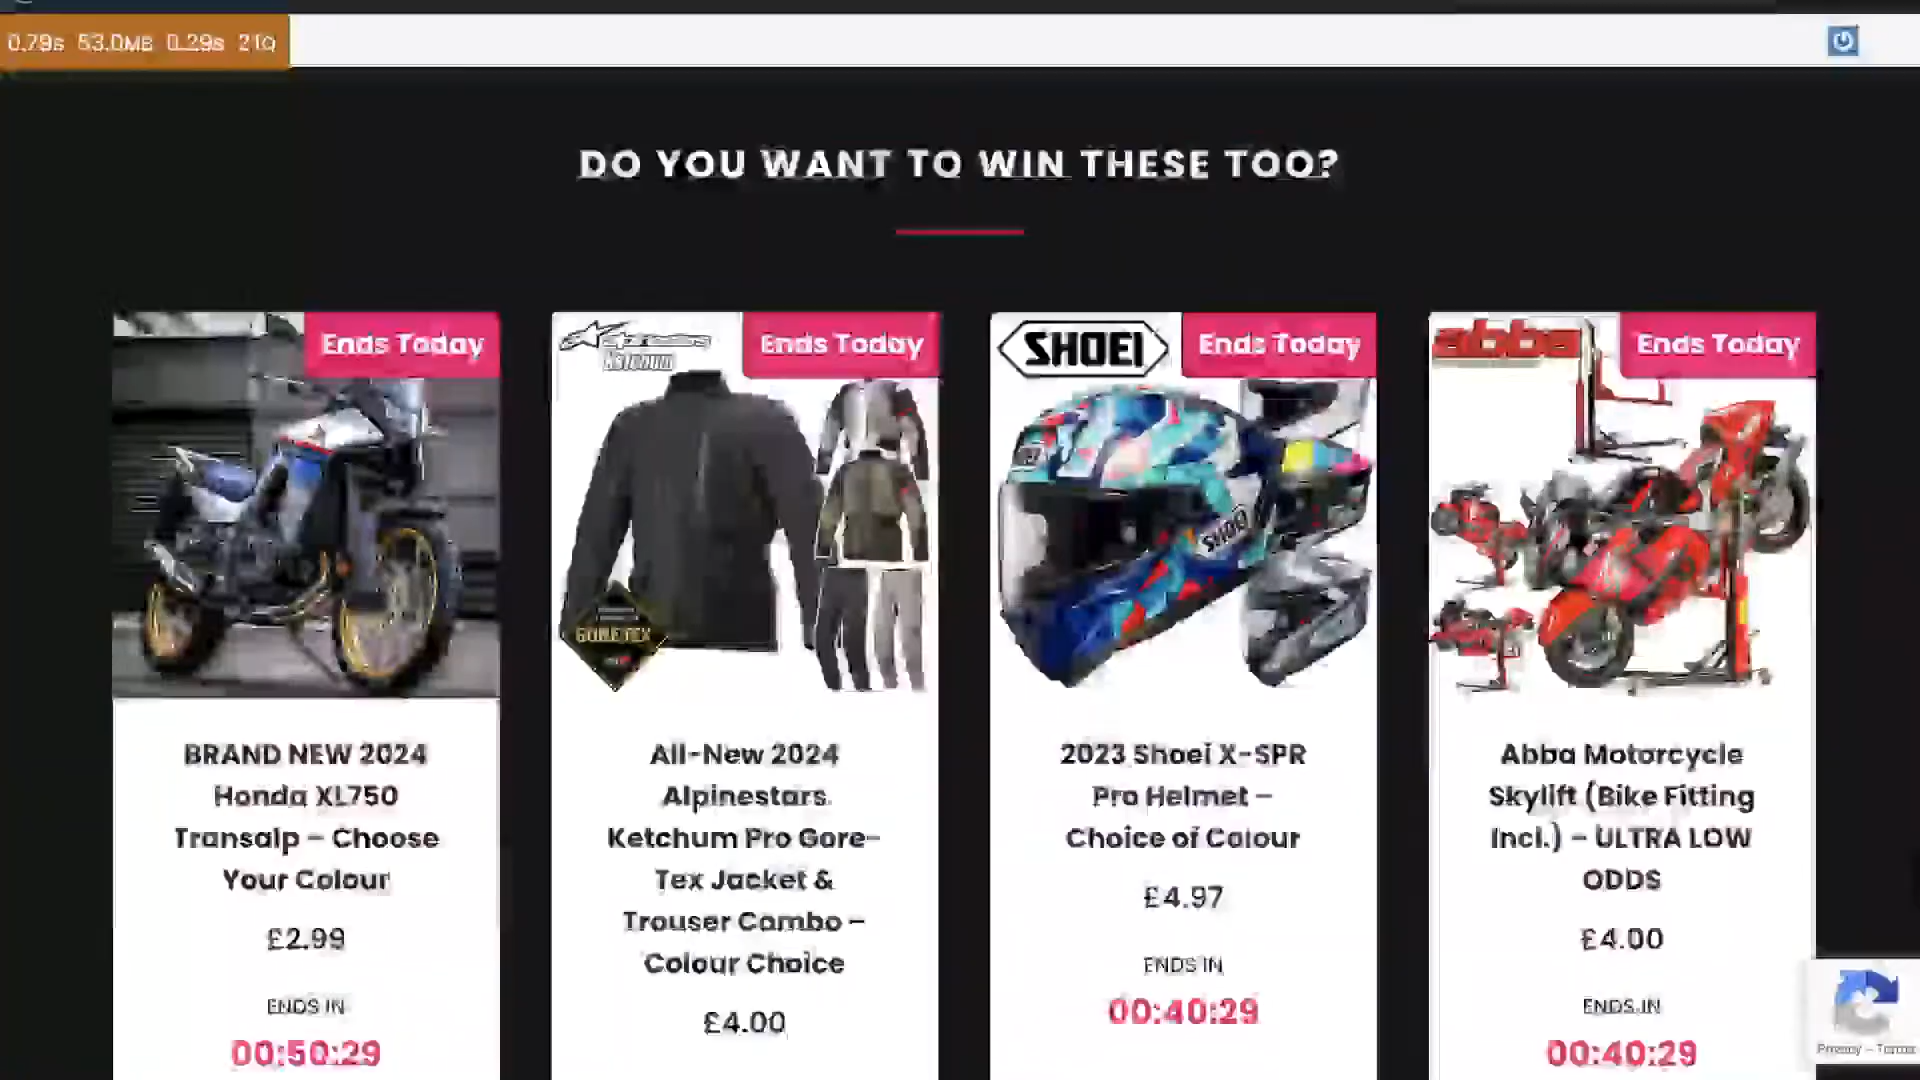 0.79s 53.0MB 0.29s 21Q
DO YOU WANT TO WIN THESE TOO?
Ends Today
Ends Today
SHOEI
Ends Today
abba
Ends Today
SHOEI
GORE-TEX
BRAND NEW 2024
Honda XL750
Transalp – Choose
Your Colour
£2.99
ENDS IN
00:50:29
All-New 2024
Alpinestars
Ketchum Pro Gore-
Tex Jacket &
Trouser Combo –
Colour Choice
£4.00
2023 Shoei X-SPR
Pro Helmet –
Choice of Colour
£4.97
ENDS IN
00:40:29
Abba Motorcycle
Skylift (Bike Fitting
Incl.) – ULTRA LOW
ODDS
£4.00
ENDS IN
00:40:29
Privacy - Terms